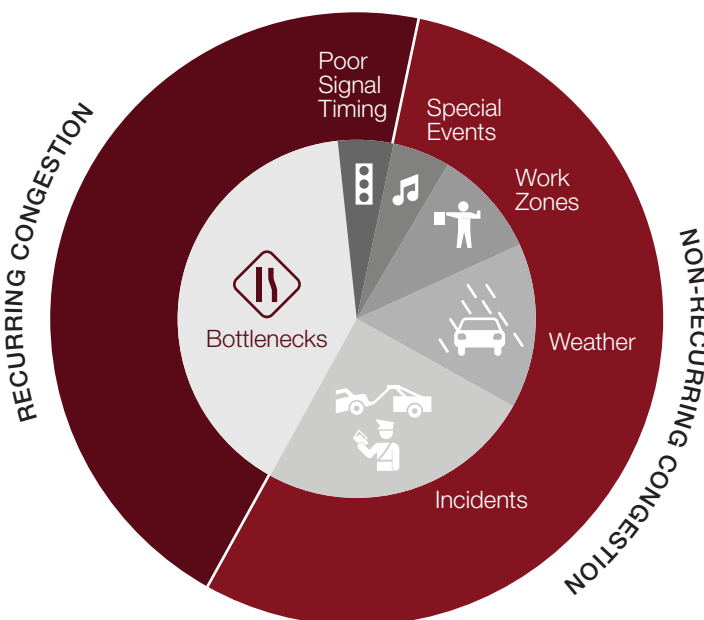 Poor
Signal
Timing
Special
Events
Work
Zones
RECURRING CONGESTION
NON-RECURRING CONGESTION
Bottlenecks
Weather
Incidents